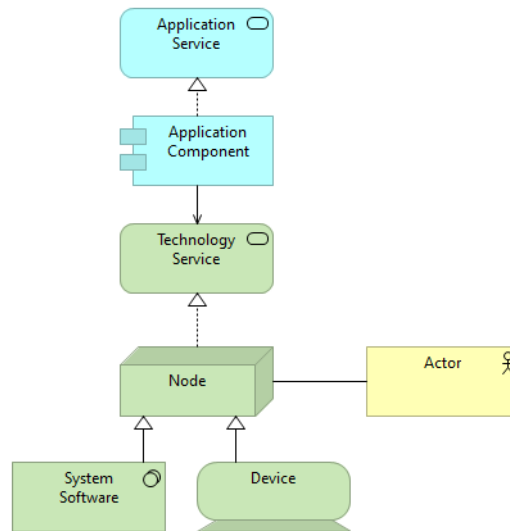 Application
Service
Application
Component
Technology
Service
Node
Actor
System
Software
Device